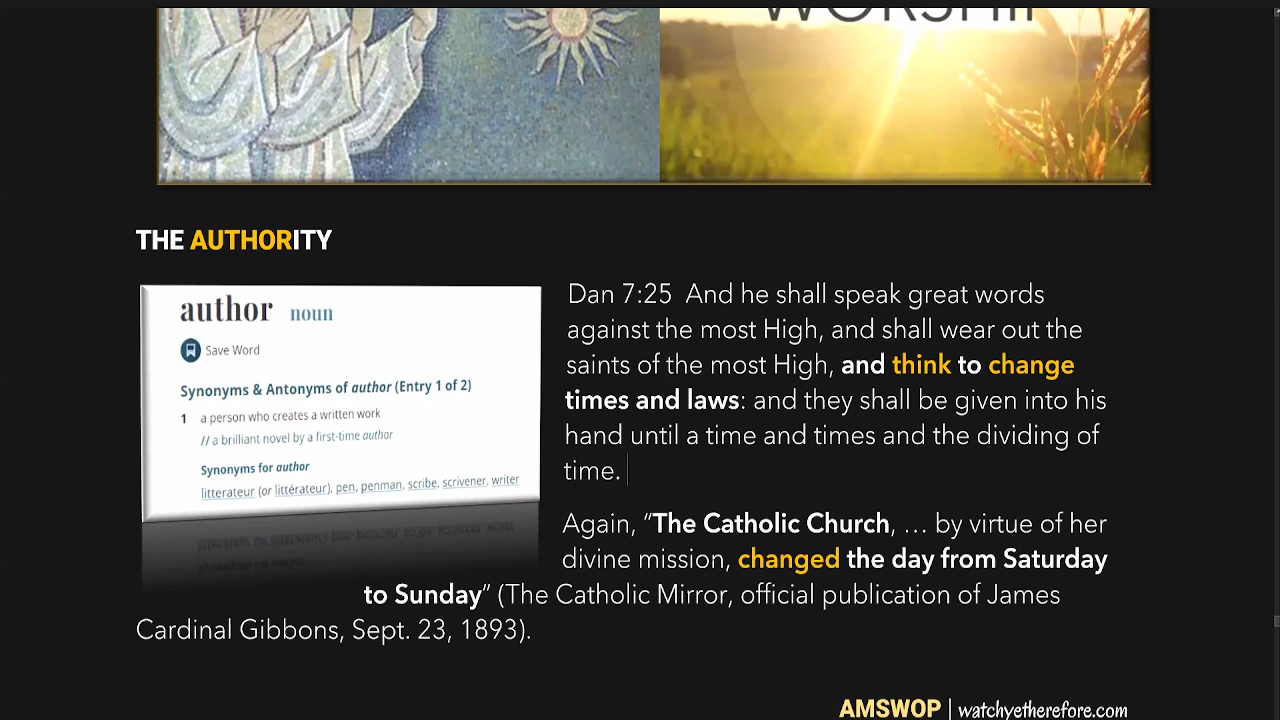 WORSHIP
THE AUTHORITY
author noun
Save Word
Synonyms & Antonyms of author (Entry 1 of 2)
1 a person who creates a written work
// a brilliant novel by a first-time author
Synonyms for author
litterateur (or littérateur), pen, penman, scribe, scrivener, writer
Dan 7:25 And he shall speak great words
against the most High, and shall wear out the
saints of the most High, and think to change
times and laws: and they shall be given into his
hand until a time and times and the dividing of
time.
Again, “The Catholic Church, … by virtue of her
divine mission, changed the day from Saturday
to Sunday” (The Catholic Mirror, official publication of James
Cardinal Gibbons, Sept. 23, 1893).
AMSWOP | watchyetherefore.com